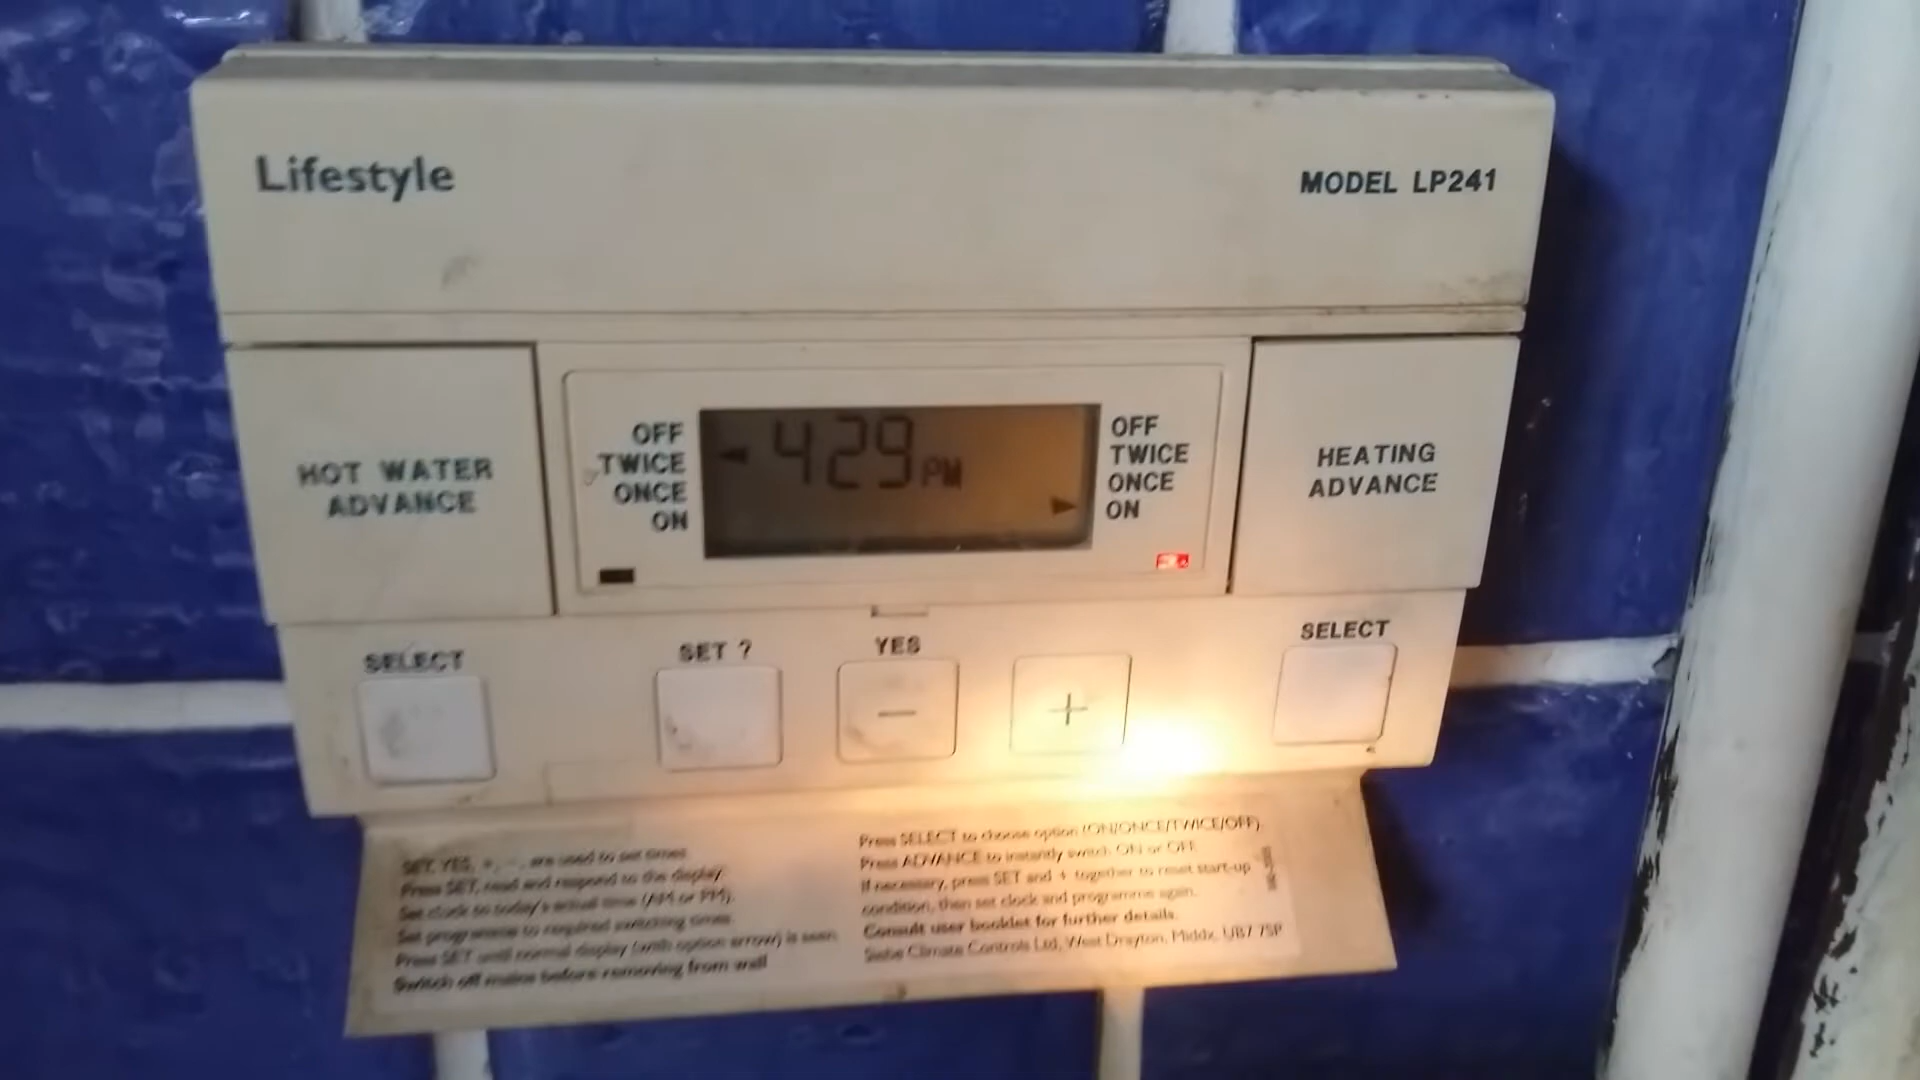 Lifestyle
MODEL LP241
HOT WATER
ADVANCE
OFF
TWICE
ONCE
ON
4 29 PM
OFF
TWICE
ONCE
ON
HEATING
ADVANCE
SELECT
SET ?
YES
−
+
SELECT
SET, YES, +, -, are used to set times.
Press SET, read and respond to the display.
Set clock to today's actual time (AM or PM).
Set programme to required switching times.
Press SET until normal display (with option arrow) is seen.
Switch off mains before removing from wall
Press SELECT to choose option (ON/ONCE/TWICE/OFF).
Press ADVANCE to instantly switch ON or OFF.
If necessary, press SET and + together to reset start-up
condition, then set clock and programme again.
Consult user booklet for further details.
Siebe Climate Controls Ltd, West Drayton, Middx, UB7 7SP